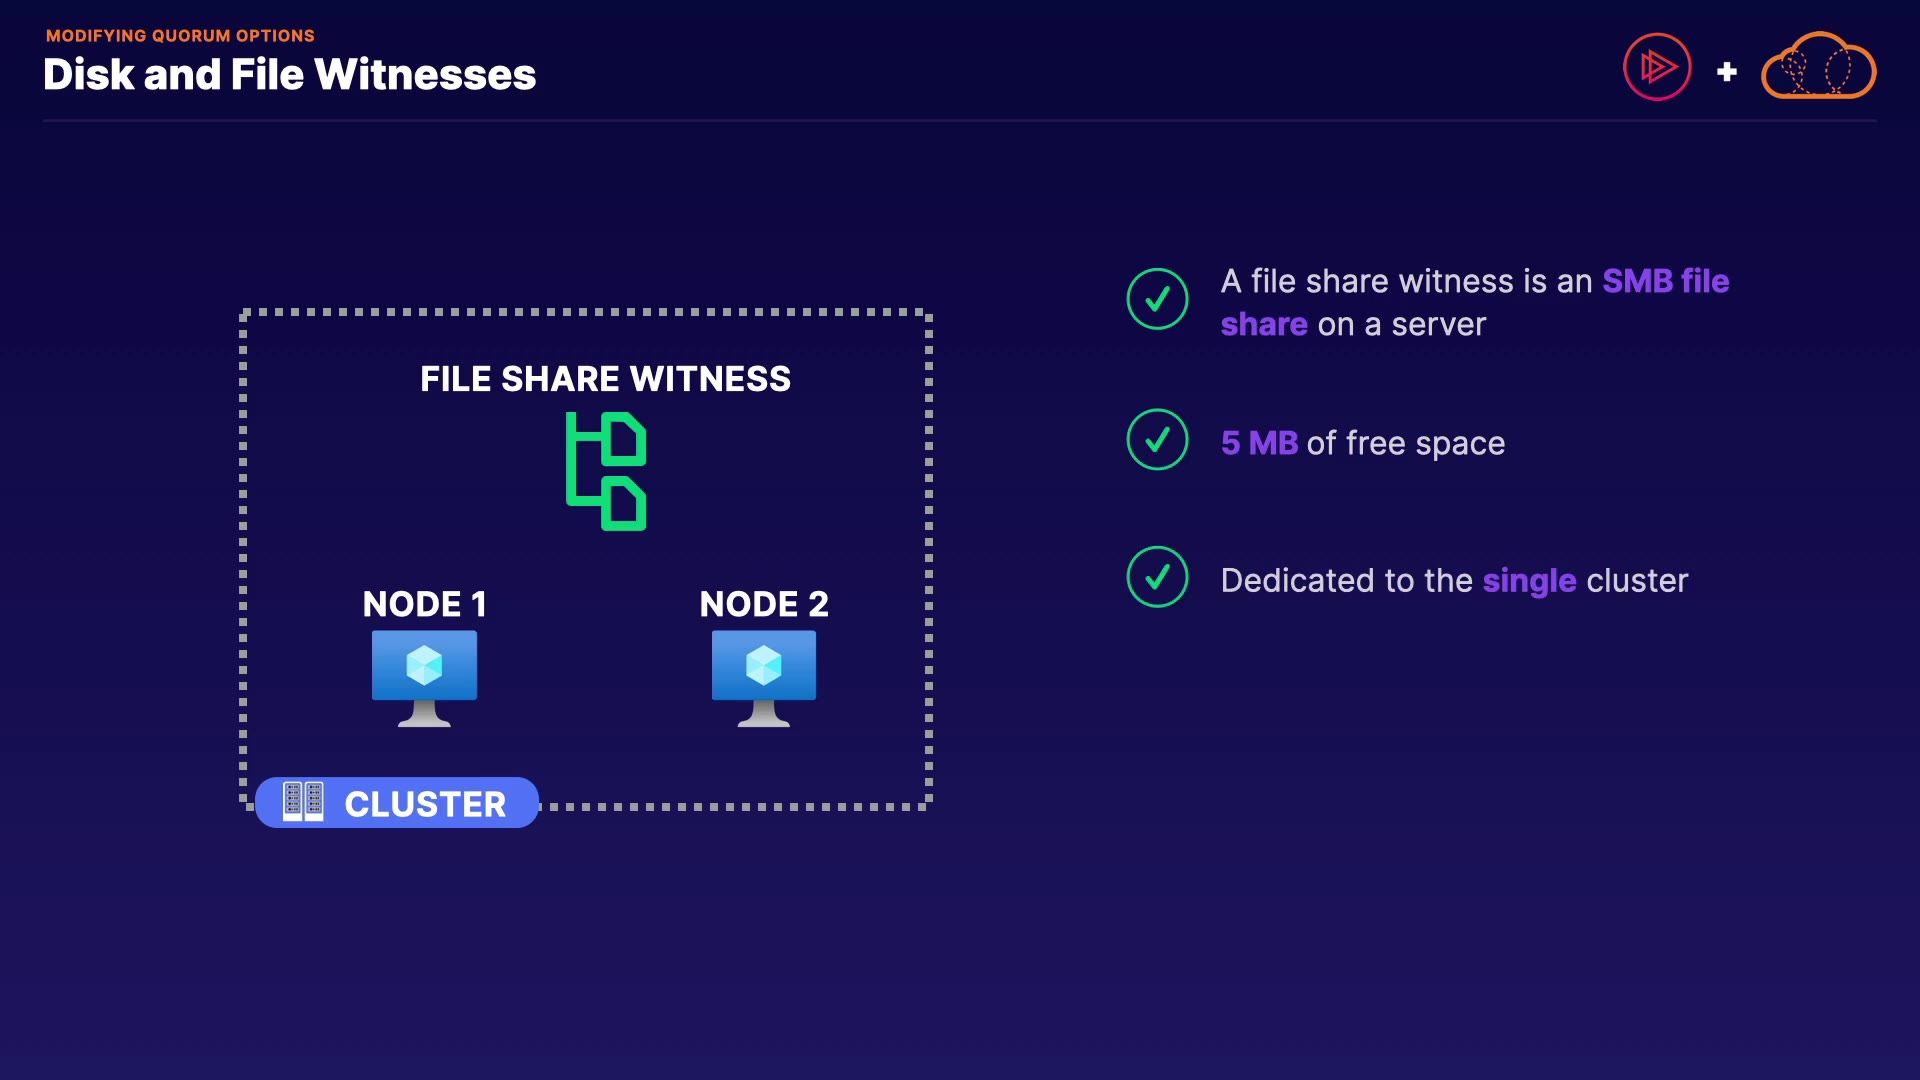 MODIFYING QUORUM OPTIONS
Disk and File Witnesses
FILE SHARE WITNESS
NODE 1
NODE 2
CLUSTER
A file share witness is an SMB file
share on a server
5 MB of free space
Dedicated to the single cluster